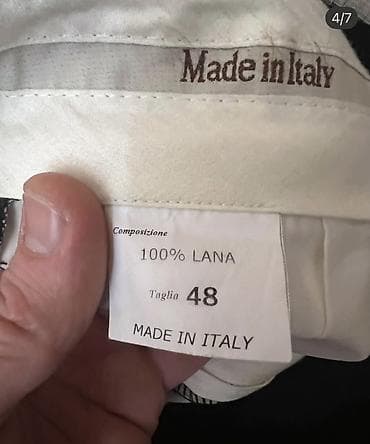 4/7
Made in Italy
Composizione
100% LANA
Taglia 48
MADE IN ITALY